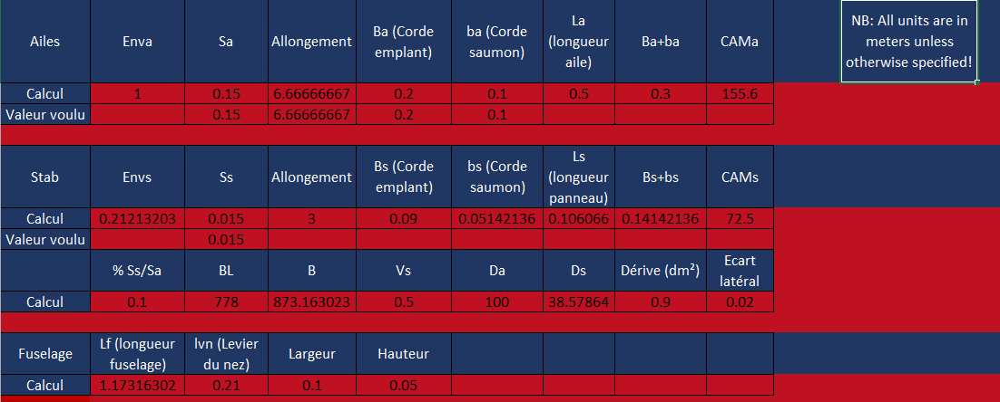 Ailes Enva Sa Allongement Ba (Corde emplant) ba (Corde saumon) La (longueur aile) Ba+ba CAMa
NB: All units are in meters unless otherwise specified!
Calcul 1 0.15 6.66666667 0.2 0.1 0.5 0.3 155.6
Valeur voulu 0.15 6.66666667 0.2 0.1
Stab Envs Ss Allongement Bs (Corde emplant) bs (Corde saumon) Ls (longueur panneau) Bs+bs CAMs
Calcul 0.21213203 0.015 3 0.09 0.05142136 0.106066 0.14142136 72.5
Valeur voulu 0.015
% Ss/Sa BL B Vs Da Ds Dérive (dm²) Ecart latéral
Calcul 0.1 778 873.163023 0.5 100 38.57864 0.9 0.02
Fuselage Lf (longueur fuselage) lvn (Levier du nez) Largeur Hauteur
Calcul 1.17316302 0.21 0.1 0.05